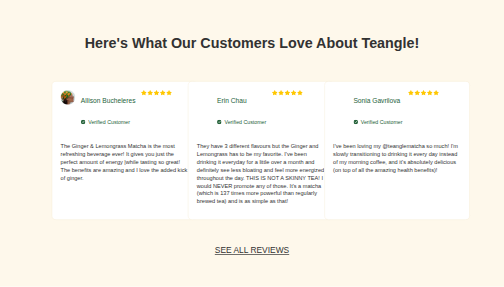 Here's What Our Customers Love About Teangle!
Allison Bucheleres
Verified Customer
The Ginger & Lemongrass Matcha is the most
refreshing beverage ever! It gives you just the
perfect amount of energy (while tasting so great!
The benefits are amazing and I love the added kick
of ginger.
Erin Chau
Verified Customer
They have 3 different flavours but the Ginger and
Lemongrass has to be my favorite. I've been
drinking it everyday for a little over a month and
definitely see less bloating and feel more energized
throughout the day. THIS IS NOT A SKINNY TEA! I
would NEVER promote any of those. It's a matcha
(which is 137 times more powerful than regularly
brewed tea) and is as simple as that!
Sonia Gavrilova
Verified Customer
I've been loving my @teanglematcha so much! I'm
slowly transitioning to drinking it every day instead
of my morning coffee, and it's absolutely delicious
(on top of all the amazing health benefits)!
SEE ALL REVIEWS